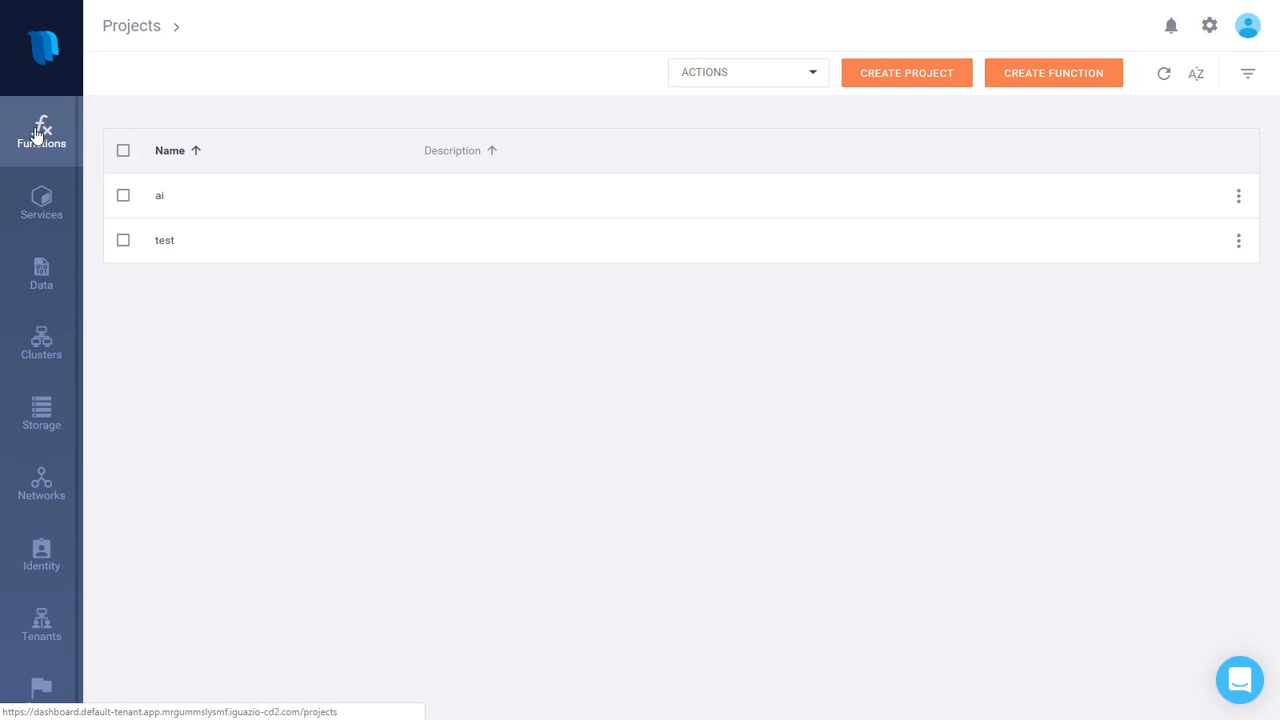 Projects
ACTIONS
CREATE PROJECT
CREATE FUNCTION
AZ
Functions
Name
Description
ai
Services
test
Data
Clusters
Storage
Networks
Identity
Tenants
https://dashboard.default-tenant.app.mrgummslysmf.iguazio-cd2.com/projects